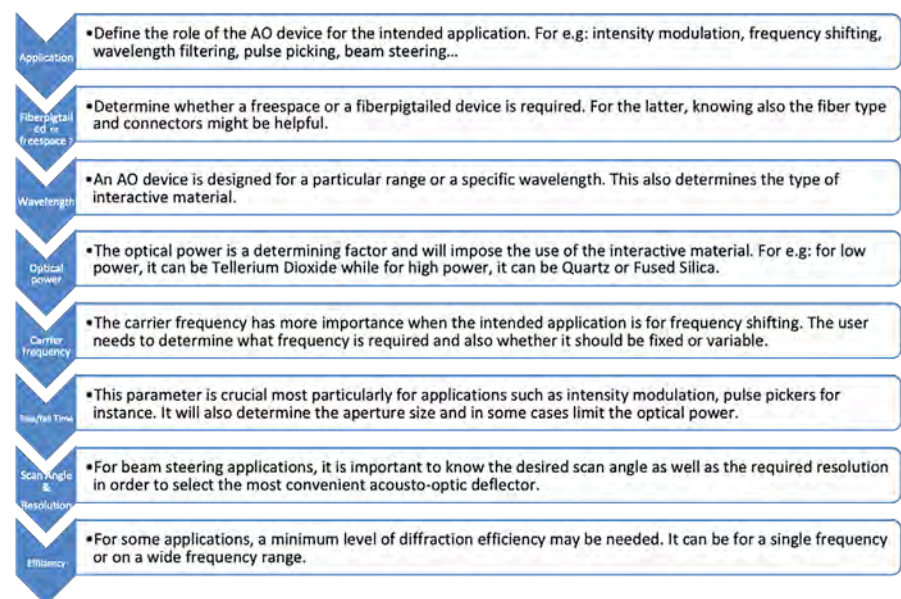 Application
•Define the role of the AO device for the intended application. For e.g: intensity modulation, frequency shifting,
wavelength filtering, pulse picking, beam steering...
Fiberpigtail
ed or
freespace ?
•Determine whether a freespace or a fiberpigtailed device is required. For the latter, knowing also the fiber type
and connectors might be helpful.
Wavelength
•An AO device is designed for a particular range or a specific wavelength. This also determines the type of
interactive material.
Optical
power
•The optical power is a determining factor and will impose the use of the interactive material. For e.g: for low
power, it can be Tellerium Dioxide while for high power, it can be Quartz or Fused Silica.
Carrier
frequency
•The carrier frequency has more importance when the intended application is for frequency shifting. The user
needs to determine what frequency is required and also whether it should be fixed or variable.
Rise/fall Time
•This parameter is crucial most particularly for applications such as intensity modulation, pulse pickers for
instance. It will also determine the aperture size and in some cases limit the optical power.
Scan Angle
&
Resolution
•For beam steering applications, it is important to know the desired scan angle as well as the required resolution
in order to select the most convenient acousto-optic deflector.
Efficiency
•For some applications, a minimum level of diffraction efficiency may be needed. It can be for a single frequency
or on a wide frequency range.